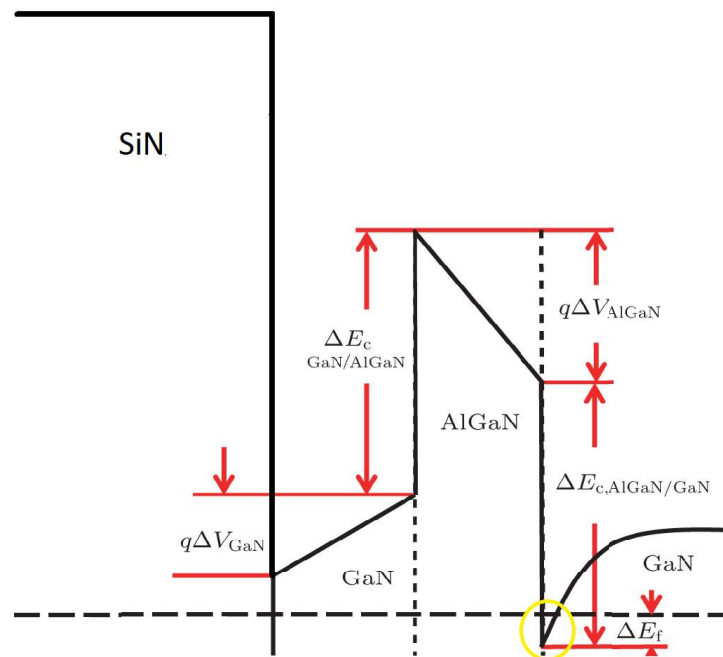 SiN
ΔE_c
GaN/AlGaN
qΔV_AlGaN
AlGaN
ΔE_c,AlGaN/GaN
qΔV_GaN
GaN
GaN
ΔE_f